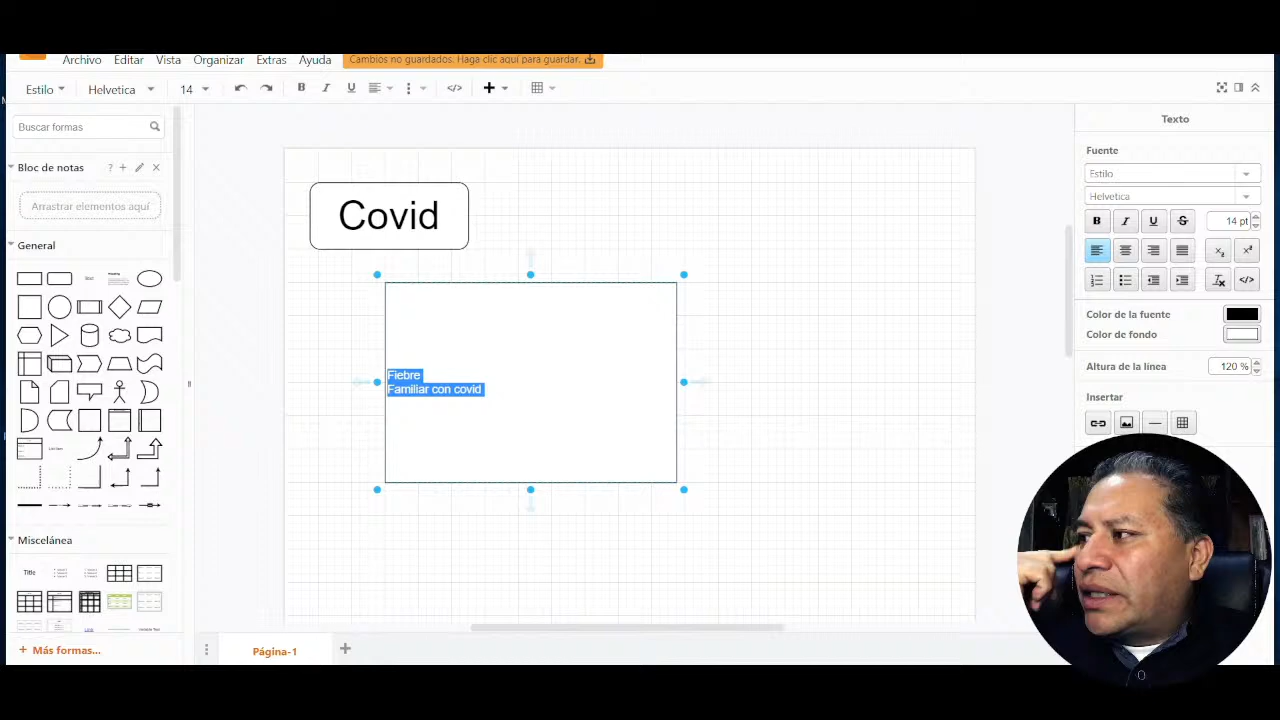 Archivo Editar Vista Organizar Extras Ayuda Cambios no guardados. Haga clic aquí para guardar.
Estilo Helvetica 14 B I U </>
Buscar formas
Texto
Bloc de notas ? + ×
Fuente
Arrastrar elementos aquí
Estilo
Helvetica
Covid
B I U S 14 pt
General
Fiebre
Familiar con covid
Color de la fuente
Color de fondo
Altura de la línea 120 %
Insertar
Miscelánea
Title
+ Más formas...
Página-1 +